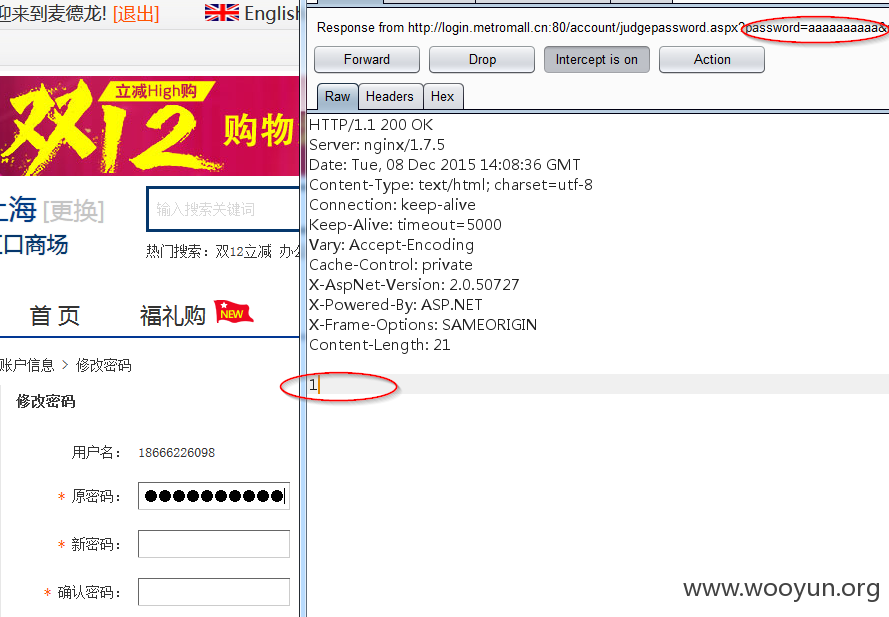 迎来到麦德龙! [退出]
English
立减High购
双12
购物
上海 [更换]
虹口商场
输入搜索关键词
热门搜索：双12立减 办公
首 页
福礼购
NEW
账户信息 > 修改密码
修改密码
用户名：
18666226098
* 原密码：
●●●●●●●●●●
* 新密码：
* 确认密码：
Response from http://login.metromall.cn:80/account/judgepassword.aspx?password=aaaaaaaaaa&
Forward
Drop
Intercept is on
Action
Raw
Headers
Hex
HTTP/1.1 200 OK
Server: nginx/1.7.5
Date: Tue, 08 Dec 2015 14:08:36 GMT
Content-Type: text/html; charset=utf-8
Connection: keep-alive
Keep-Alive: timeout=5000
Vary: Accept-Encoding
Cache-Control: private
X-AspNet-Version: 2.0.50727
X-Powered-By: ASP.NET
X-Frame-Options: SAMEORIGIN
Content-Length: 21
1
www.wooyun.org